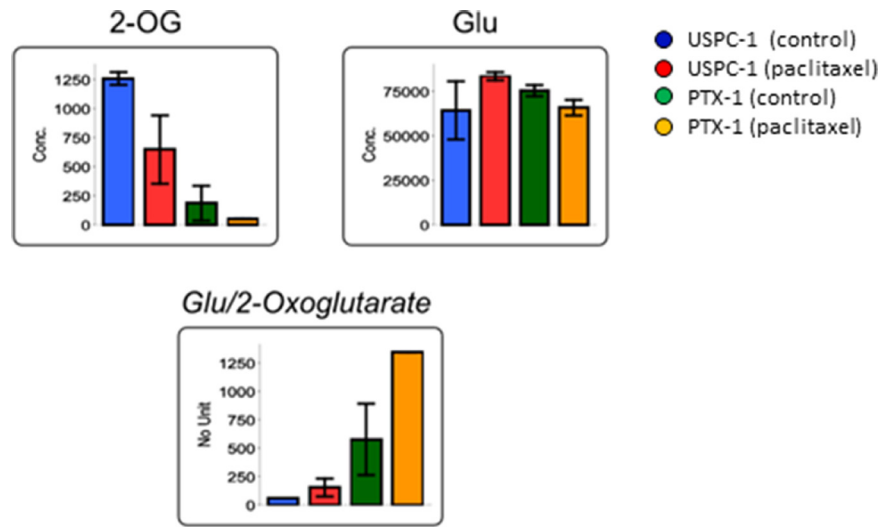 2-OG
Conc.
1250
1000
750
500
250
0
Glu
Conc.
75000
50000
25000
0
USPC-1 (control)
USPC-1 (paclitaxel)
PTX-1 (control)
PTX-1 (paclitaxel)
Glu/2-Oxoglutarate
No Unit
1250
1000
750
500
250
0